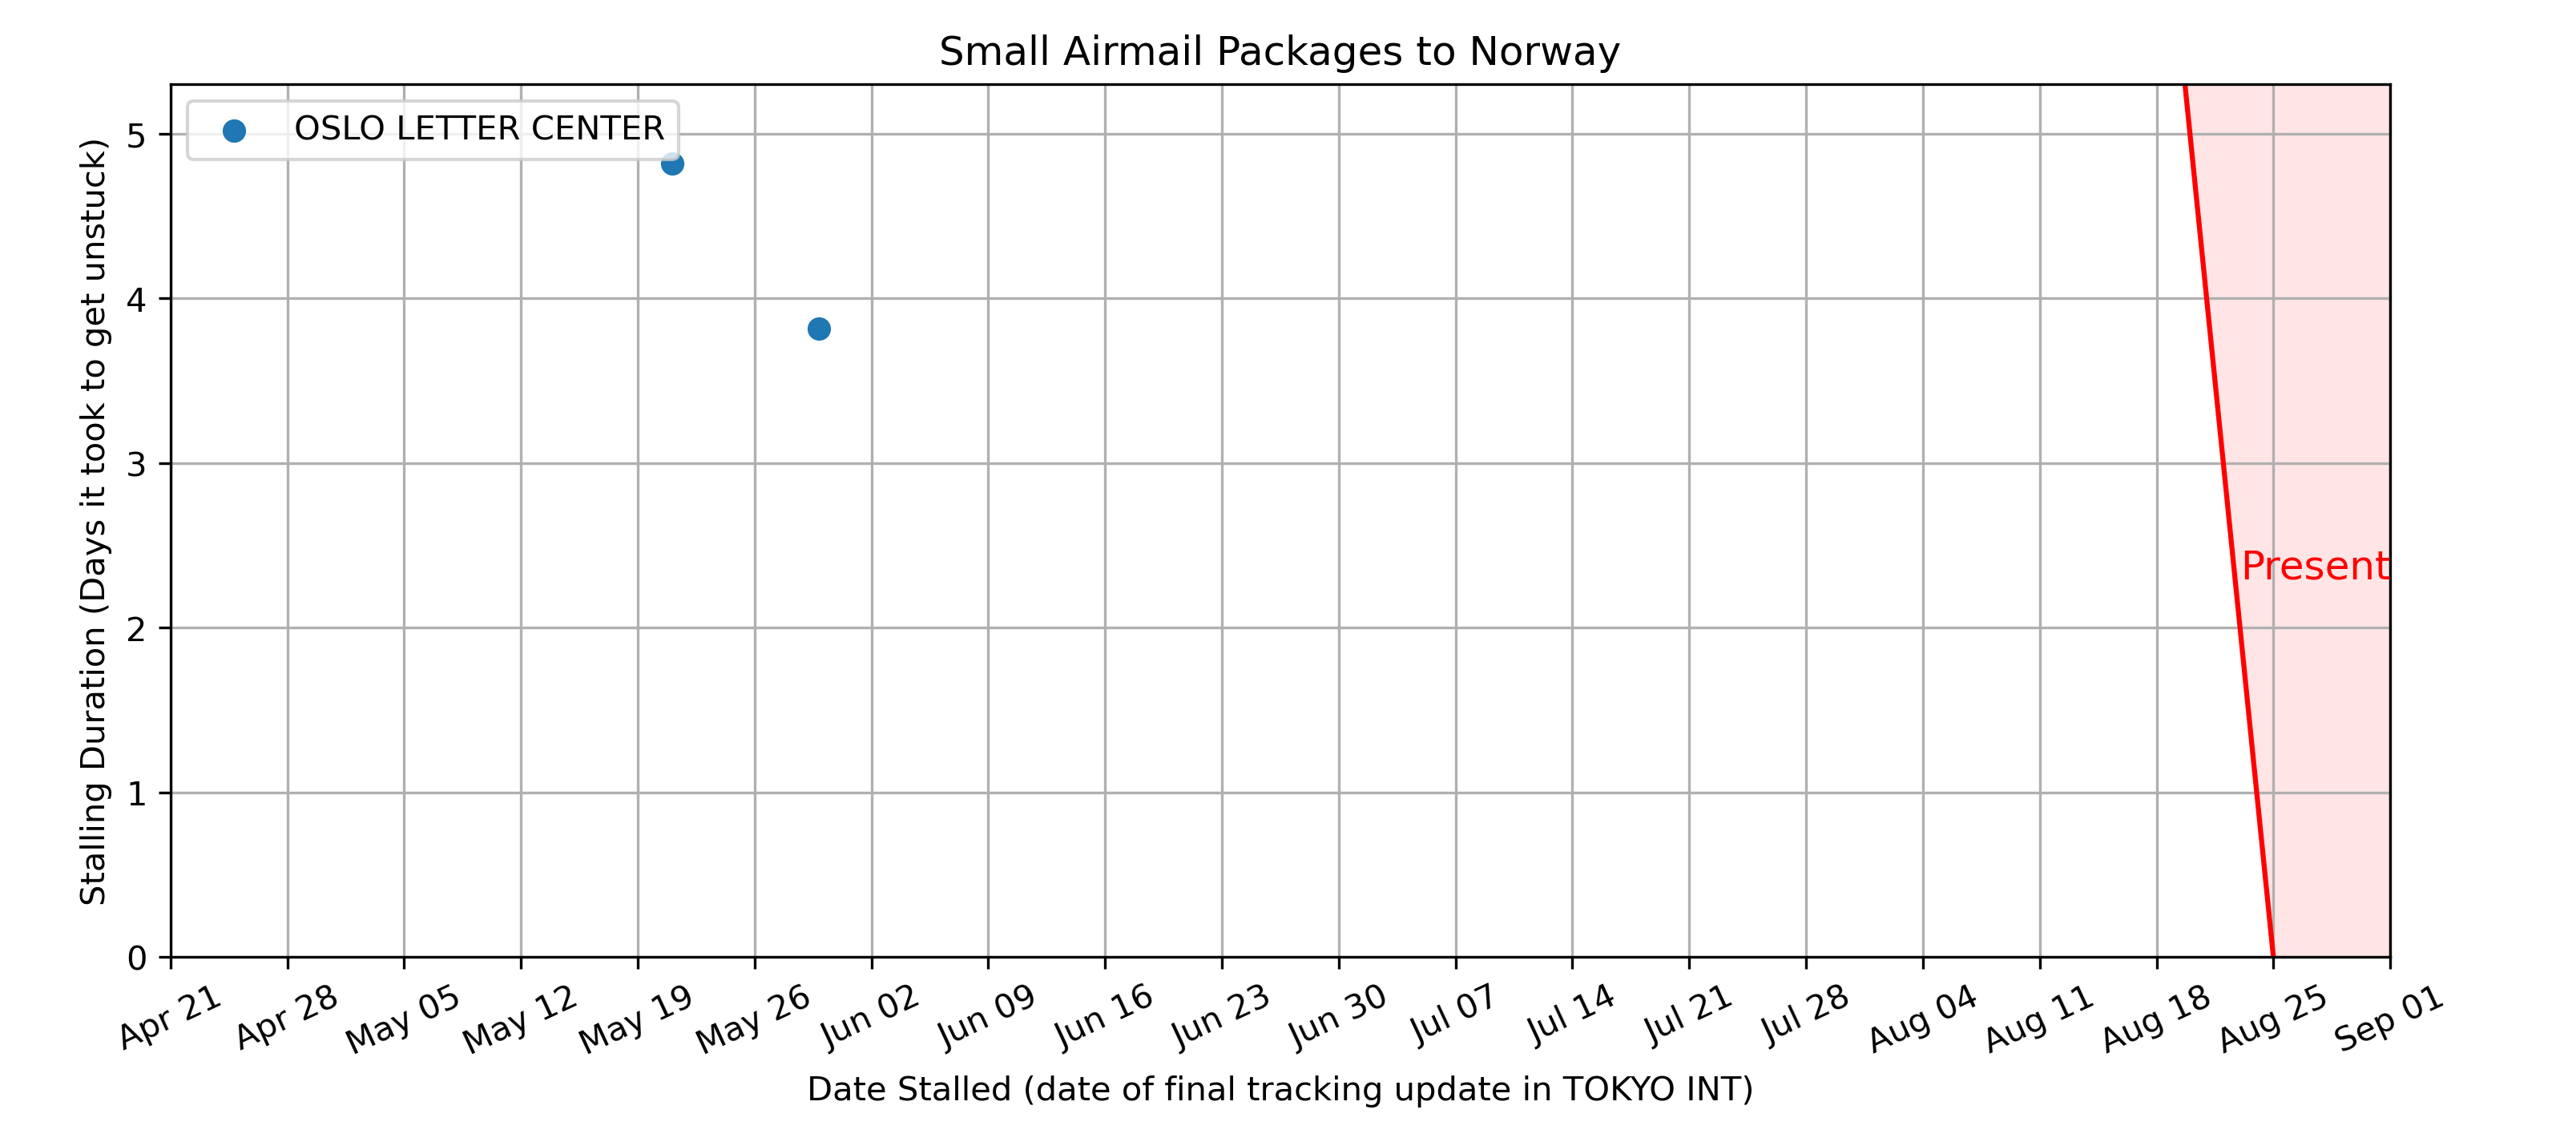 Small Airmail Packages to Norway
OSLO LETTER CENTER
Stalling Duration (Days it took to get unstuck)
5
4
3
2
1
0
Present
Apr 21
Apr 28
May 05
May 12
May 19
May 26
Jun 02
Jun 09
Jun 16
Jun 23
Jun 30
Jul 07
Jul 14
Jul 21
Jul 28
Aug 04
Aug 11
Aug 18
Aug 25
Sep 01
Date Stalled (date of final tracking update in TOKYO INT)